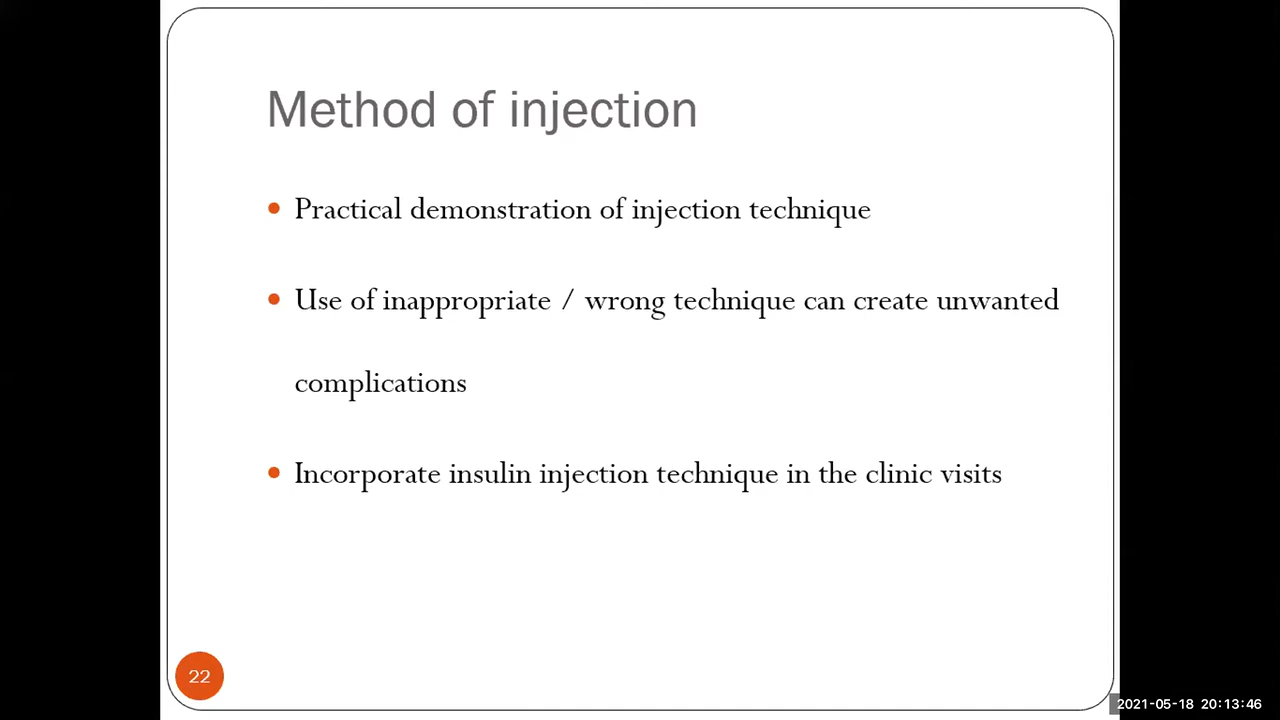 Method of injection
Practical demonstration of injection technique
Use of inappropriate / wrong technique can create unwanted
complications
Incorporate insulin injection technique in the clinic visits
22
2021-05-18 20:13:46